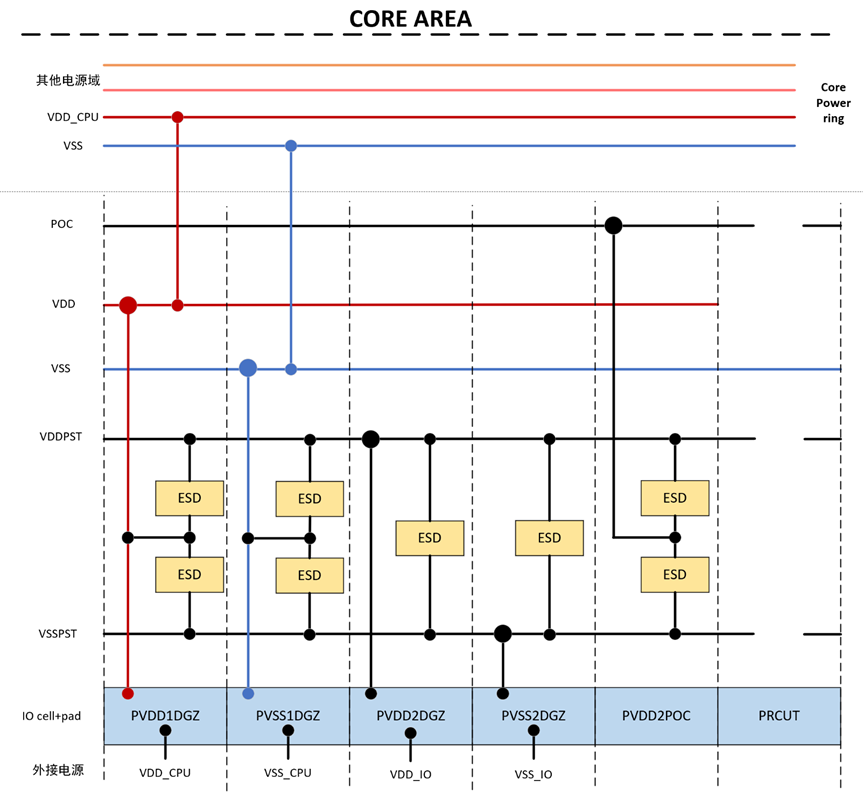 CORE AREA
其他电源域
Core
Power
ring
VDD_CPU
VSS
POC
VDD
VSS
VDDPST
ESD ESD ESD
ESD ESD
ESD ESD ESD
VSSPST
IO cell+pad PVDD1DGZ PVSS1DGZ PVDD2DGZ PVSS2DGZ PVDD2POC PRCUT
外接电源 VDD_CPU VSS_CPU VDD_IO VSS_IO